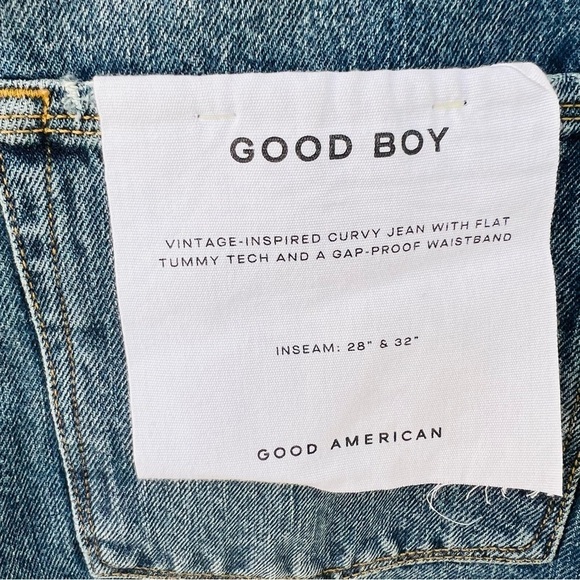 GOOD BOY
VINTAGE-INSPIRED CURVY JEAN WITH FLAT
TUMMY TECH AND A GAP-PROOF WAISTBAND
INSEAM: 28" & 32"
GOOD AMERICAN